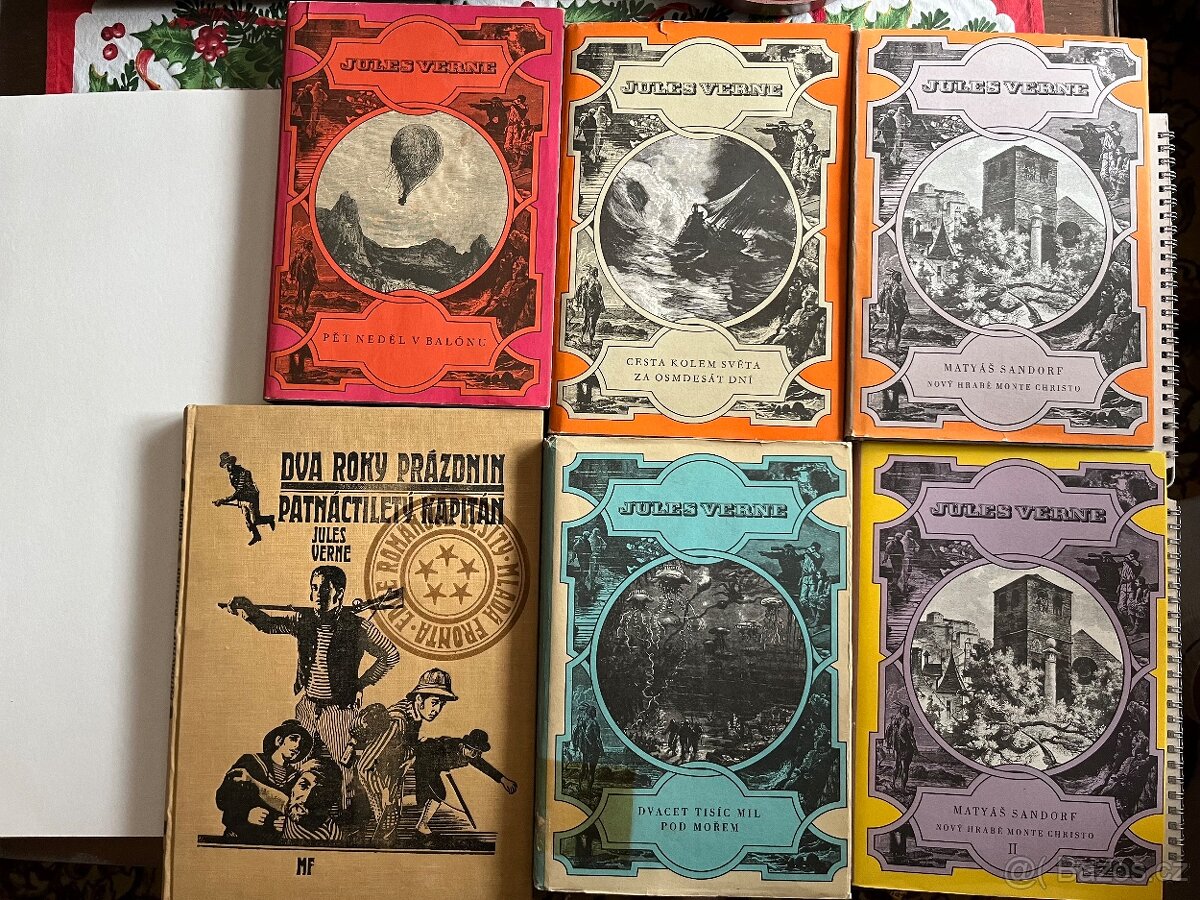 JULES VERNE
PĚT NEDĚL V BALÓNU
JULES VERNE
CESTA KOLEM SVĚTA
ZA OSMDESÁT DNÍ
JULES VERNE
MATYÁŠ SANDORF
NOVÝ HRABĚ MONTE CHRISTO
DVA ROKY PRÁZDNIN
PATNÁCTILETÝ KAPITÁN
JULES
VERNE
MLADÁ FRONTA
MF
JULES VERNE
DVACET TISÍC MIL
POD MOŘEM
JULES VERNE
MATYÁŠ SANDORF
NOVÝ HRABĚ MONTE CHRISTO
II
@ Bazos.cz